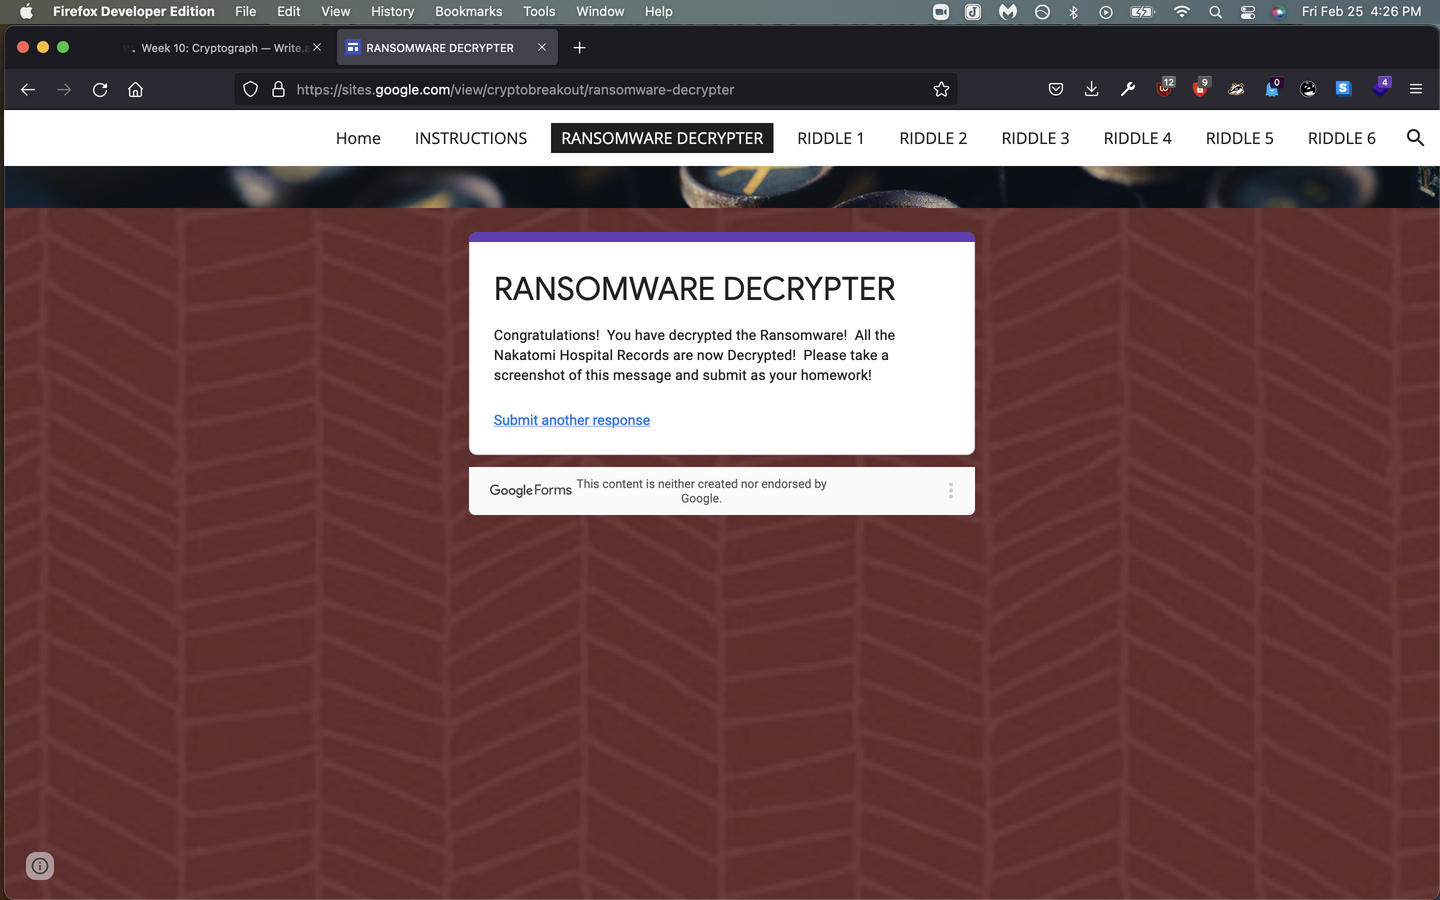 Firefox Developer Edition File Edit View History Bookmarks Tools Window Help Fri Feb 25 4:26 PM
Week 10: Cryptograph — Write.a
RANSOMWARE DECRYPTER
https://sites.google.com/view/cryptobreakout/ransomware-decrypter
12 9 0 S 4
Home INSTRUCTIONS RANSOMWARE DECRYPTER RIDDLE 1 RIDDLE 2 RIDDLE 3 RIDDLE 4 RIDDLE 5 RIDDLE 6
RANSOMWARE DECRYPTER
Congratulations! You have decrypted the Ransomware! All the
Nakatomi Hospital Records are now Decrypted! Please take a
screenshot of this message and submit as your homework!
Submit another response
Google Forms
This content is neither created nor endorsed by
Google.